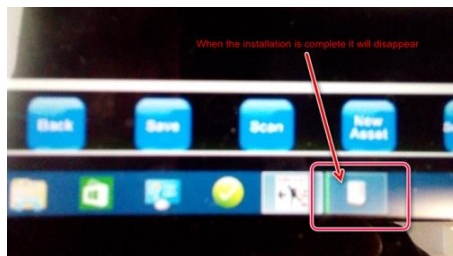 When the installation is complete it will disappear
Back
Save
Scan
New
Asset